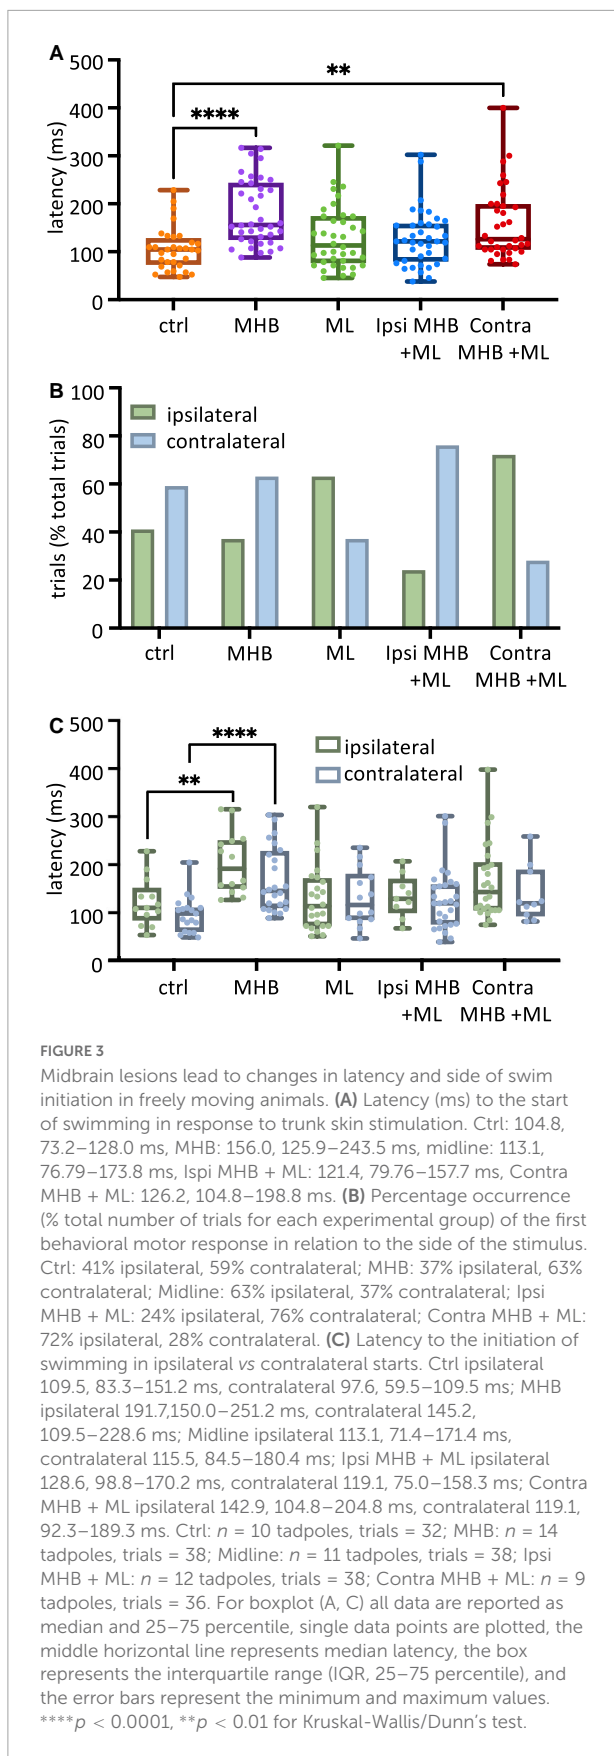 A
500
400
300
200
100
0
latency (ms)
**
****
ctrl
MHB
ML
Ipsi MHB
+ML
Contra
MHB +ML
B
100
80
60
40
20
0
trials (% total trials)
ipsilateral
contralateral
ctrl
MHB
ML
Ipsi MHB
+ML
Contra
MHB +ML
C
500
400
300
200
100
0
latency (ms)
****
**
ipsilateral
contralateral
ctrl
MHB
ML
Ipsi MHB
+ML
Contra
MHB +ML
FIGURE 3
Midbrain lesions lead to changes in latency and side of swim
initiation in freely moving animals. (A) Latency (ms) to the start
of swimming in response to trunk skin stimulation. Ctrl: 104.8,
73.2–128.0 ms, MHB: 156.0, 125.9–243.5 ms, midline: 113.1,
76.79–173.8 ms, Ispi MHB + ML: 121.4, 79.76–157.7 ms, Contra
MHB + ML: 126.2, 104.8–198.8 ms. (B) Percentage occurrence
(% total number of trials for each experimental group) of the first
behavioral motor response in relation to the side of the stimulus.
Ctrl: 41% ipsilateral, 59% contralateral; MHB: 37% ipsilateral, 63%
contralateral; Midline: 63% ipsilateral, 37% contralateral; Ipsi
MHB + ML: 24% ipsilateral, 76% contralateral; Contra MHB + ML:
72% ipsilateral, 28% contralateral. (C) Latency to the initiation of
swimming in ipsilateral vs contralateral starts. Ctrl ipsilateral
109.5, 83.3–151.2 ms, contralateral 97.6, 59.5–109.5 ms; MHB
ipsilateral 191.7,150.0–251.2 ms, contralateral 145.2,
109.5–228.6 ms; Midline ipsilateral 113.1, 71.4–171.4 ms,
contralateral 115.5, 84.5–180.4 ms; Ipsi MHB + ML ipsilateral
128.6, 98.8–170.2 ms, contralateral 119.1, 75.0–158.3 ms; Contra
MHB + ML ipsilateral 142.9, 104.8–204.8 ms, contralateral 119.1,
92.3–189.3 ms. Ctrl: n = 10 tadpoles, trials = 32; MHB: n = 14
tadpoles, trials = 38; Midline: n = 11 tadpoles, trials = 38; Ipsi
MHB + ML: n = 12 tadpoles, trials = 38; Contra MHB + ML: n = 9
tadpoles, trials = 36. For boxplot (A, C) all data are reported as
median and 25–75 percentile, single data points are plotted, the
middle horizontal line represents median latency, the box
represents the interquartile range (IQR, 25–75 percentile), and
the error bars represent the minimum and maximum values.
****p < 0.0001, **p < 0.01 for Kruskal-Wallis/Dunn's test.